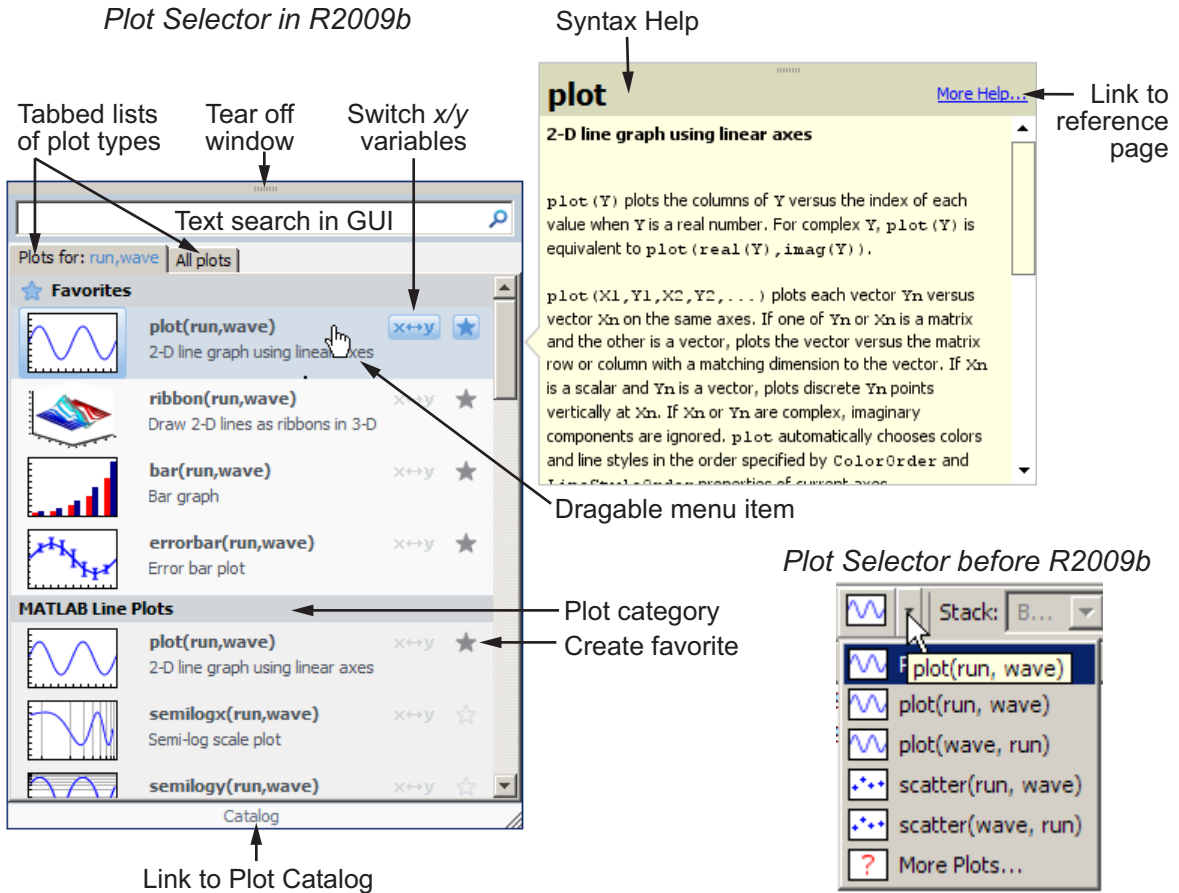 Plot Selector in R2009b
Syntax Help
Tabbed lists
of plot types
Tear off
window
Switch x/y
variables
Text search in GUI
Plots for: run,wave
All plots
Favorites
plot(run,wave)
x↔y
2-D line graph using linear axes
ribbon(run,wave)
x↔y
Draw 2-D lines as ribbons in 3-D
bar(run,wave)
x↔y
Bar graph
errorbar(run,wave)
x↔y
Error bar plot
MATLAB Line Plots
plot(run,wave)
x↔y
2-D line graph using linear axes
semilogx(run,wave)
x↔y
Semi-log scale plot
semilogy(run,wave)
x↔y
Catalog
Link to Plot Catalog
plot
More Help...
Link to
reference
page
2-D line graph using linear axes
plot(Y) plots the columns of Y versus the index of each
value when Y is a real number. For complex Y, plot(Y) is
equivalent to plot(real(Y),imag(Y)).
plot(X1,Y1,X2,Y2,...) plots each vector Yn versus
vector Xn on the same axes. If one of Yn or Xn is a matrix
and the other is a vector, plots the vector versus the matrix
row or column with a matching dimension to the vector. If Xn
is a scalar and Yn is a vector, plots discrete Yn points
vertically at Xn. If Xn or Yn are complex, imaginary
components are ignored. plot automatically chooses colors
and line styles in the order specified by ColorOrder and
LineStyleOrder properties of current axes
Dragable menu item
Plot category
Create favorite
Plot Selector before R2009b
Stack: B...
plot(run, wave)
plot(run, wave)
plot(wave, run)
scatter(run, wave)
scatter(wave, run)
? More Plots...